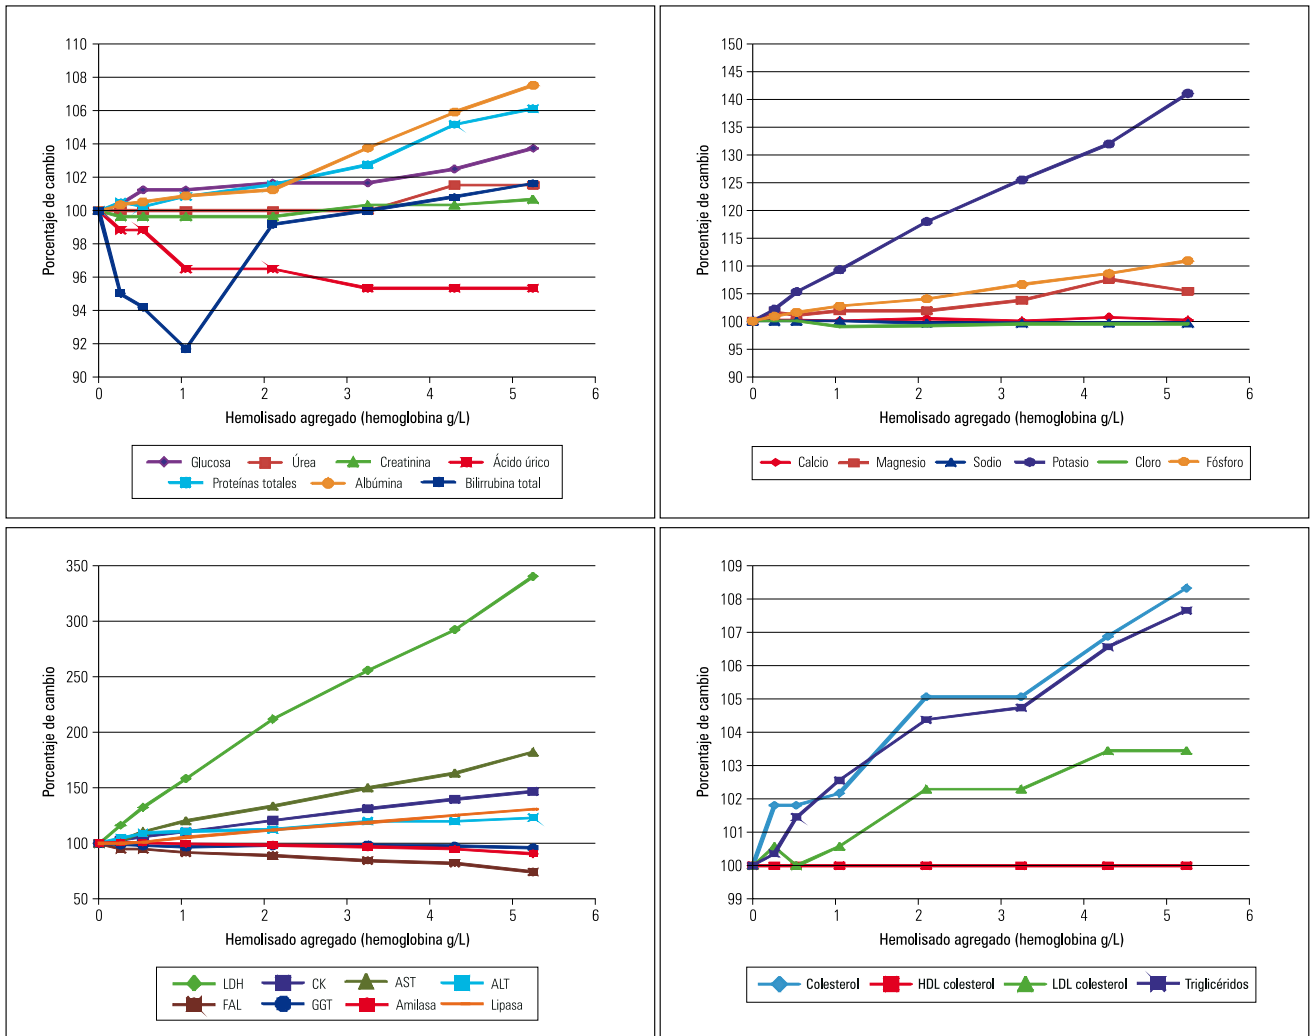 Porcentaje de cambio
110
108
106
104
102
100
98
96
94
92
90
0 1 2 3 4 5 6
Hemolisado agregado (hemoglobina g/L)
Glucosa Úrea Creatinina Ácido úrico
Proteínas totales Albúmina Bilirrubina total
Porcentaje de cambio
150
145
140
135
130
125
120
115
110
105
100
95
90
0 1 2 3 4 5 6
Hemolisado agregado (hemoglobina g/L)
Calcio Magnesio Sodio Potasio Cloro Fósforo
Porcentaje de cambio
350
300
250
200
150
100
50
0 1 2 3 4 5 6
Hemolisado agregado (hemoglobina g/L)
LDH CK AST ALT
FAL GGT Amilasa Lipasa
Porcentaje de cambio
109
108
107
106
105
104
103
102
101
100
99
0 1 2 3 4 5 6
Hemolisado agregado (hemoglobina g/L)
Colesterol HDL colesterol LDL colesterol Triglicéridos